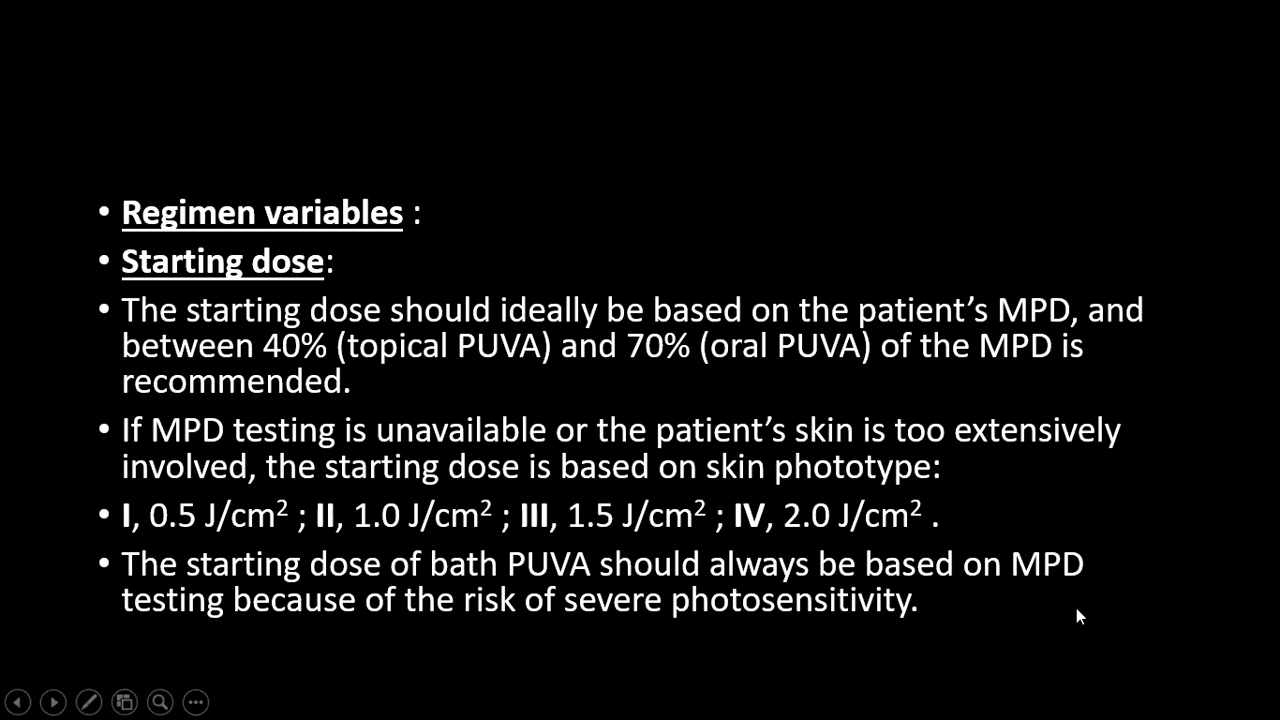 • Regimen variables :
• Starting dose:
• The starting dose should ideally be based on the patient’s MPD, and
between 40% (topical PUVA) and 70% (oral PUVA) of the MPD is
recommended.
• If MPD testing is unavailable or the patient’s skin is too extensively
involved, the starting dose is based on skin phototype:
• I, 0.5 J/cm² ; II, 1.0 J/cm² ; III, 1.5 J/cm² ; IV, 2.0 J/cm² .
• The starting dose of bath PUVA should always be based on MPD
testing because of the risk of severe photosensitivity.